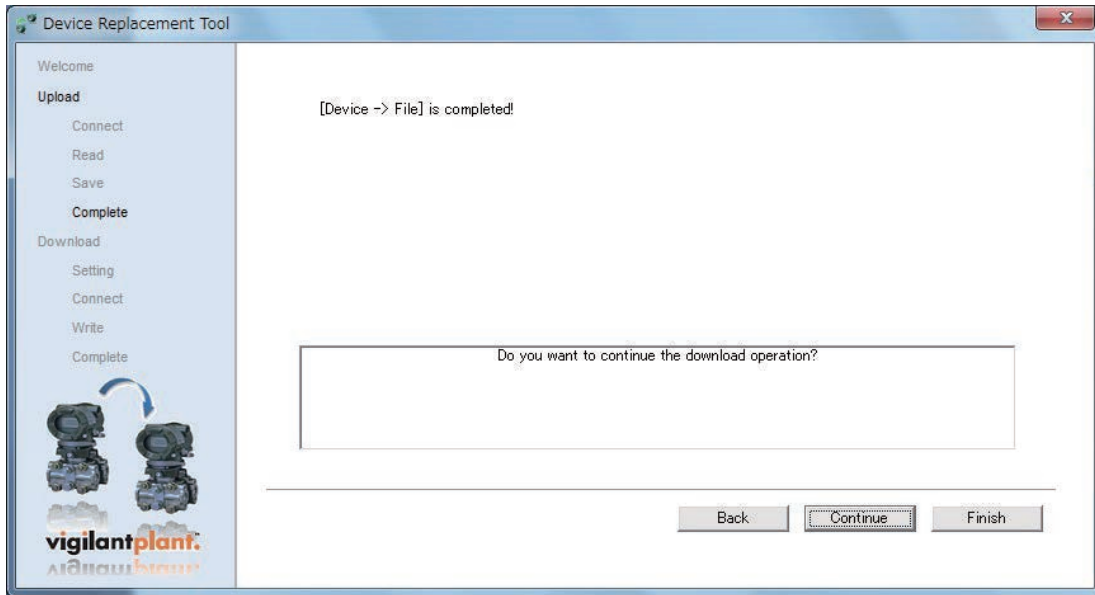 Device Replacement Tool
Welcome
Upload
Connect
Read
Save
Complete
Download
Setting
Connect
Write
Complete
vigilantplant.
[Device -> File] is completed!
Do you want to continue the download operation?
Back
Continue
Finish